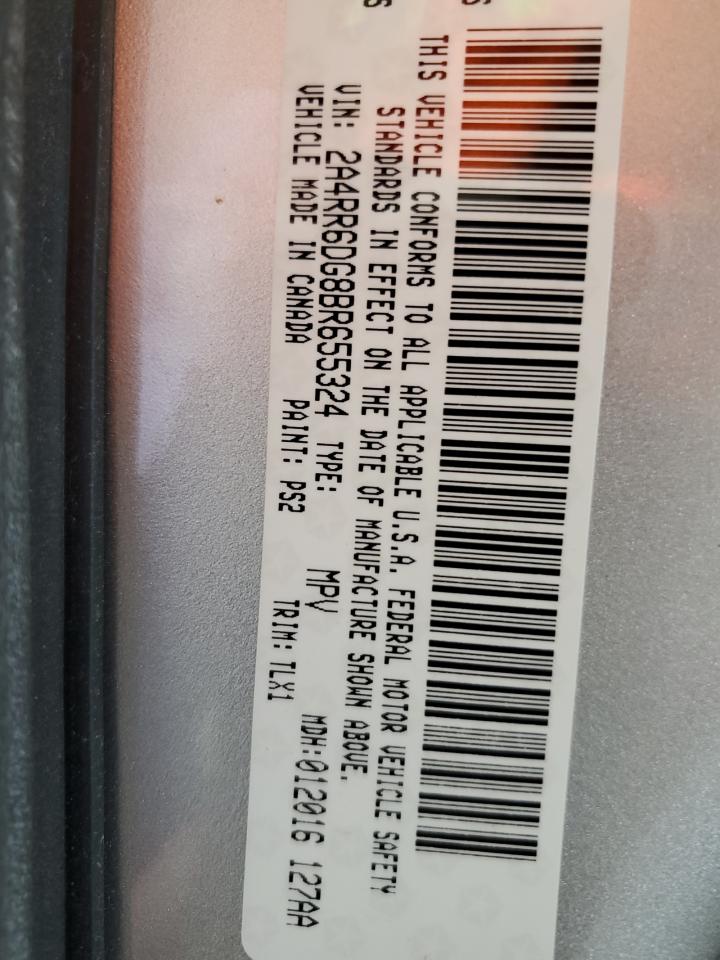 THIS VEHICLE CONFORMS TO ALL APPLICABLE U.S.A. FEDERAL MOTOR VEHICLE SAFETY
STANDARDS IN EFFECT ON THE DATE OF MANUFACTURE SHOWN ABOVE.
VIN: 2A4RR6DG8BR655324 TYPE: MPV MDH:012016 127AA
VEHICLE MADE IN CANADA PAINT: PS2 TRIM: TLX1